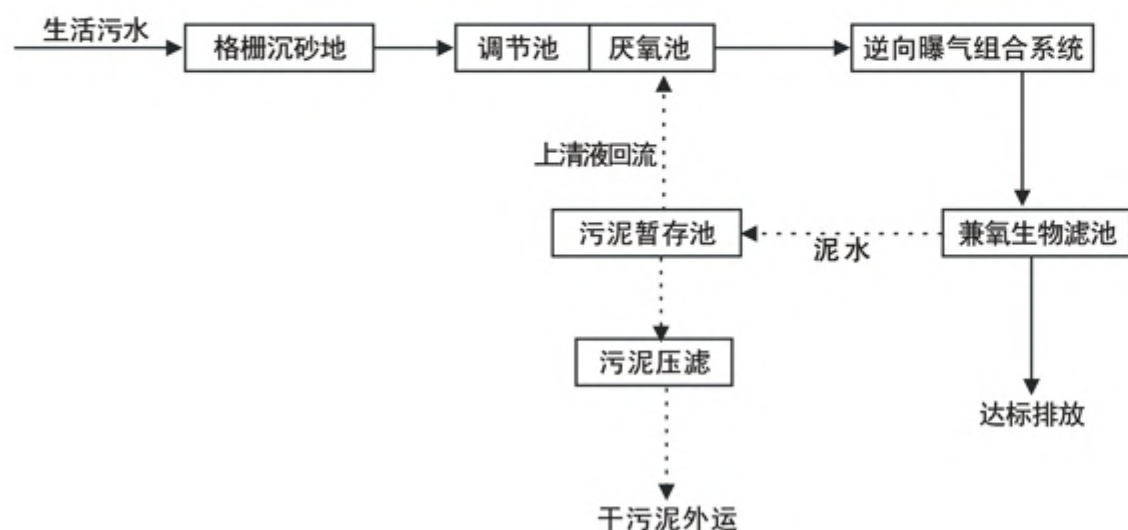 生活污水
格栅沉砂地
调节池
厌氧池
逆向曝气组合系统
上清液回流
污泥暂存池
泥水
兼氧生物滤池
污泥压滤
达标排放
干污泥外运